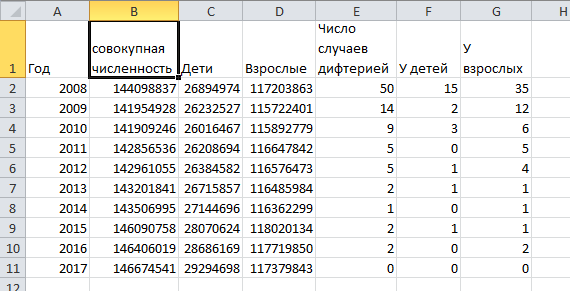 A B C D E F G H
1 Год совокупная численность Дети Взрослые Число случаев дифтерией У детей У взрослых
2 2008 144098837 26894974 117203863 50 15 35
3 2009 141954928 26232527 115722401 14 2 12
4 2010 141909246 26016467 115892779 9 3 6
5 2011 142856536 26208694 116647842 5 0 5
6 2012 142961055 26384582 116576473 5 1 4
7 2013 143201841 26715857 116485984 2 1 1
8 2014 143506995 27144696 116362299 1 0 1
9 2015 146090758 28070624 118020134 2 1 1
10 2016 146406019 28686169 117719850 2 0 2
11 2017 146674541 29294698 117379843 0 0 0
12